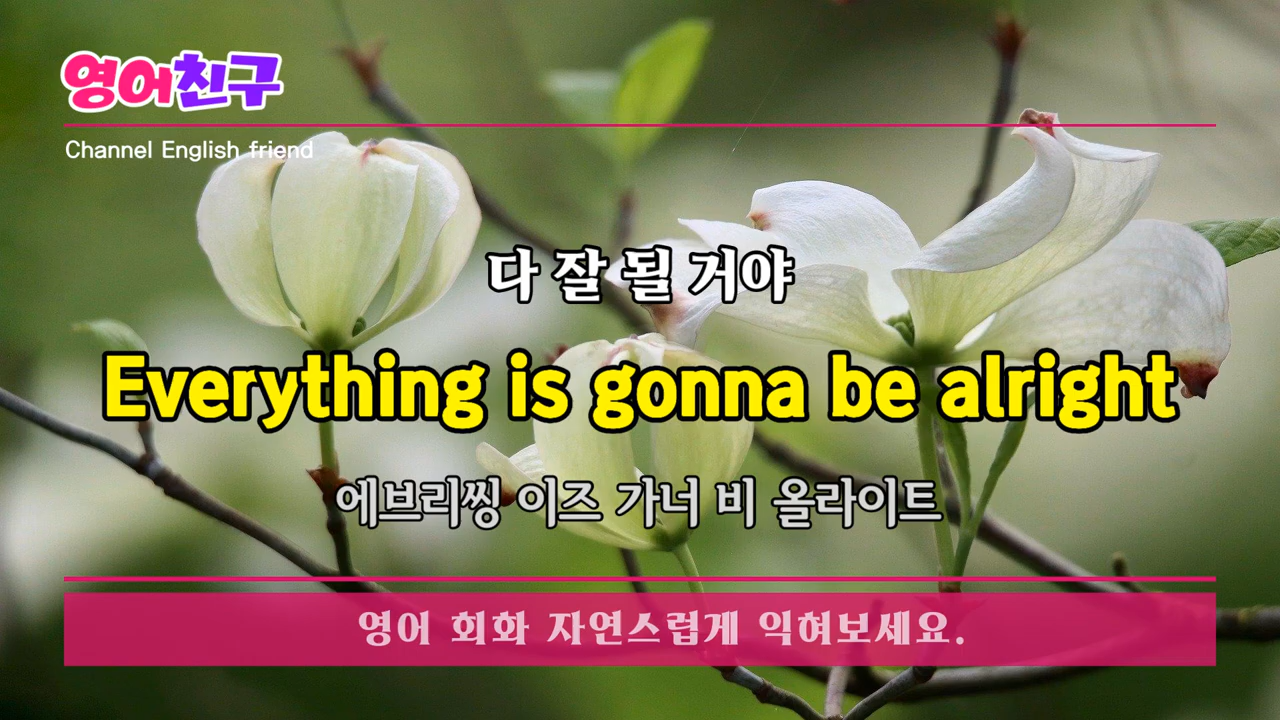 영어친구
Channel English friend
다 잘 될 거야
Everything is gonna be alright
에브리씽 이즈 가너 비 올라이트
영어 회화 자연스럽게 익혀보세요.